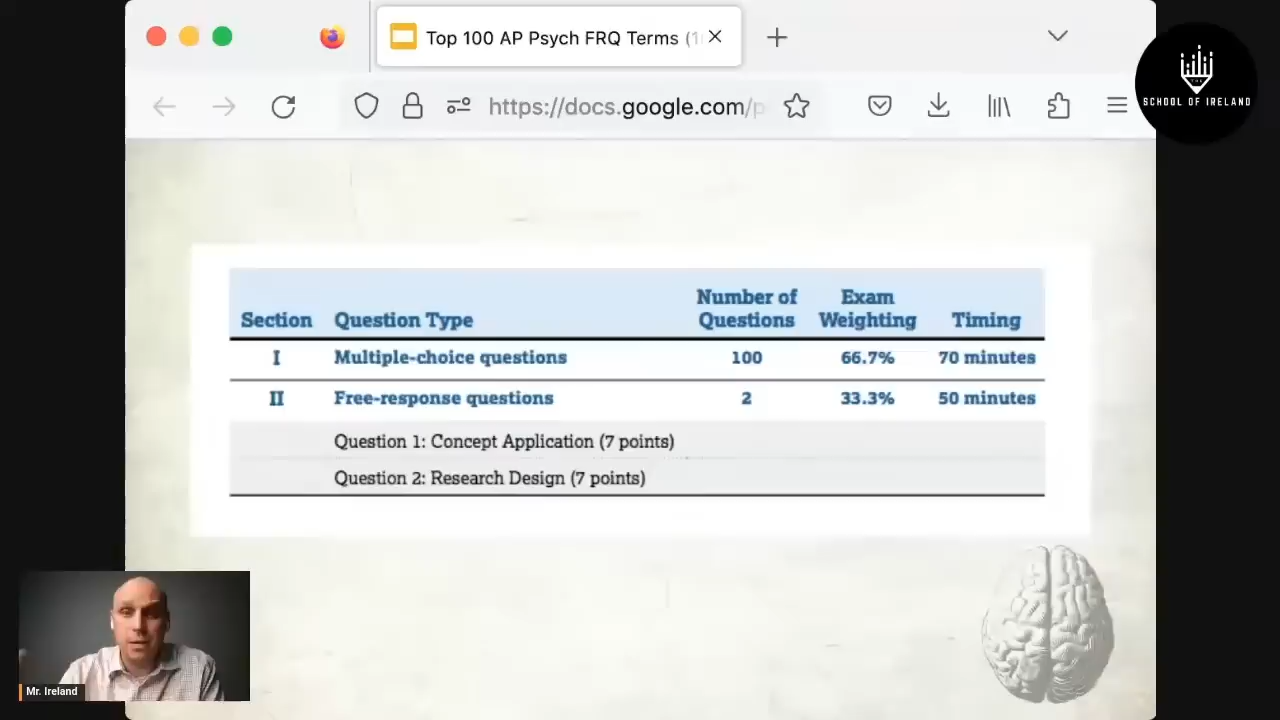 Top 100 AP Psych FRQ Terms (1
https://docs.google.com/p
THE
SCHOOL OF IRELAND
Section Question Type Number of Questions Exam Weighting Timing
I Multiple-choice questions 100 66.7% 70 minutes
II Free-response questions 2 33.3% 50 minutes
Question 1: Concept Application (7 points)
Question 2: Research Design (7 points)
Mr. Ireland